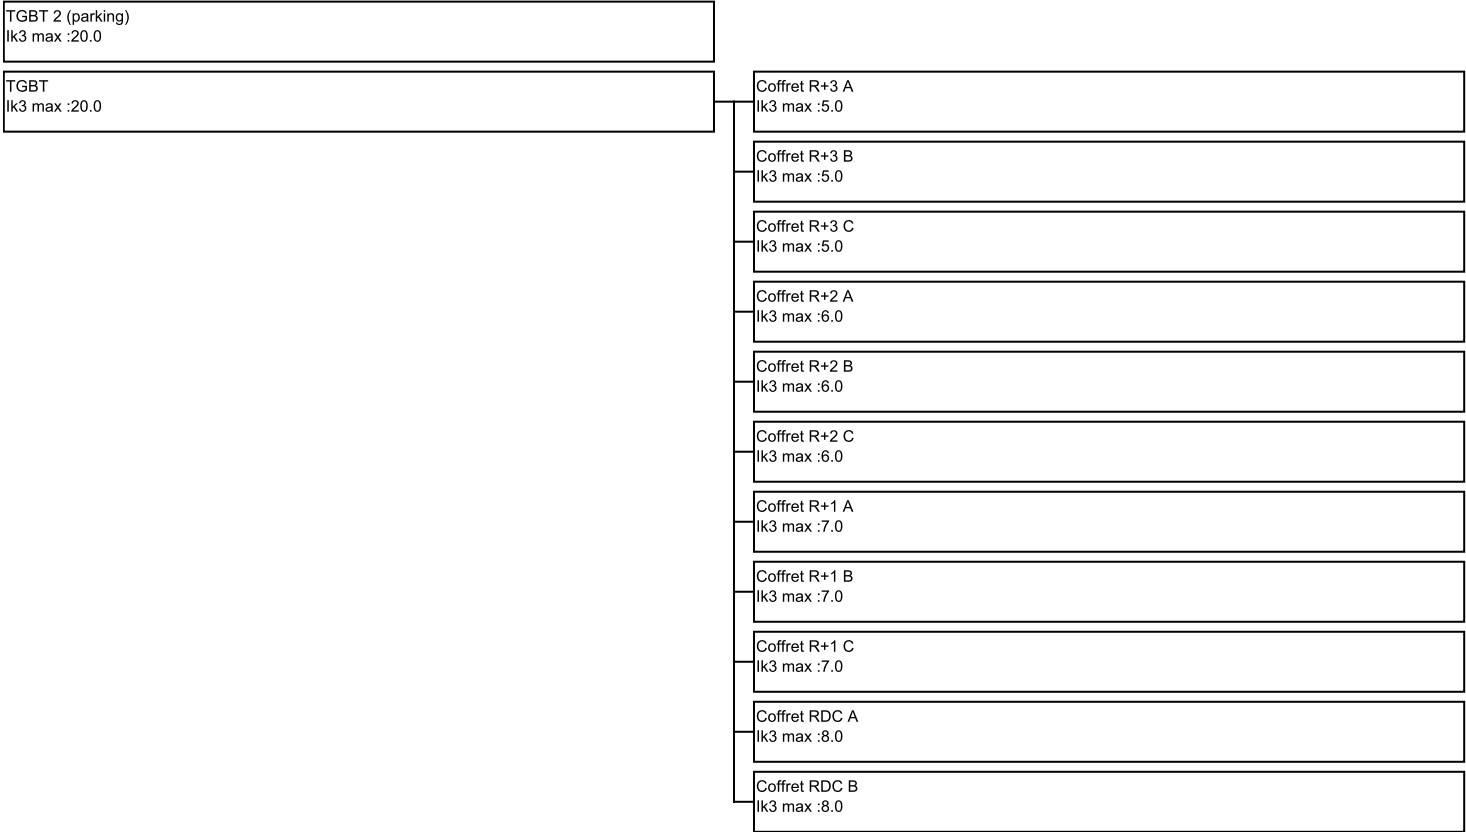 TGBT 2 (parking)
Ik3 max :20.0
TGBT
Ik3 max :20.0
Coffret R+3 A
Ik3 max :5.0
Coffret R+3 B
Ik3 max :5.0
Coffret R+3 C
Ik3 max :5.0
Coffret R+2 A
Ik3 max :6.0
Coffret R+2 B
Ik3 max :6.0
Coffret R+2 C
Ik3 max :6.0
Coffret R+1 A
Ik3 max :7.0
Coffret R+1 B
Ik3 max :7.0
Coffret R+1 C
Ik3 max :7.0
Coffret RDC A
Ik3 max :8.0
Coffret RDC B
Ik3 max :8.0